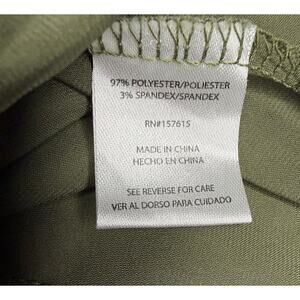 97% POLYESTER/POLIESTER
3% SPANDEX/SPANDEX
RN#157615
MADE IN CHINA
HECHO EN CHINA
SEE REVERSE FOR CARE
VER AL DORSO PARA CUIDADO